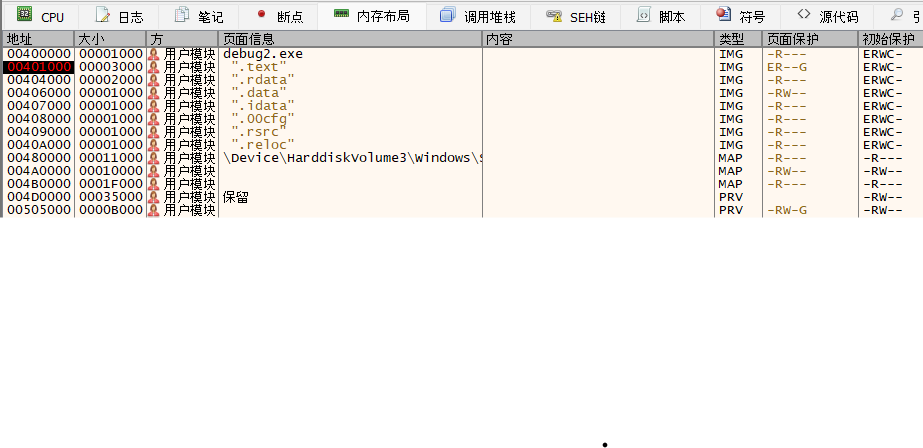 CPU 日志 笔记 断点 内存布局 调用堆栈 SEH链 脚本 符号 源代码
地址 大小 方 页面信息 内容 类型 页面保护 初始保护
00400000 00001000 用户模块 debug2.exe IMG -R--- ERWC-
00401000 00003000 用户模块 ".text" IMG ER--G ERWC-
00404000 00002000 用户模块 ".rdata" IMG -R--- ERWC-
00406000 00001000 用户模块 ".data" IMG -RW-- ERWC-
00407000 00001000 用户模块 ".idata" IMG -R--- ERWC-
00408000 00001000 用户模块 ".00cfg" IMG -R--- ERWC-
00409000 00001000 用户模块 ".rsrc" IMG -R--- ERWC-
0040A000 00001000 用户模块 ".reloc" IMG -R--- ERWC-
00480000 00011000 用户模块 \Device\HarddiskVolume3\Windows\S MAP -R--- -R---
004A0000 00010000 用户模块 MAP -RW-- -RW--
004B0000 0001F000 用户模块 MAP -R--- -R---
004D0000 00035000 用户模块 保留 PRV -RW--
00505000 0000B000 用户模块 PRV -RW-G -RW--